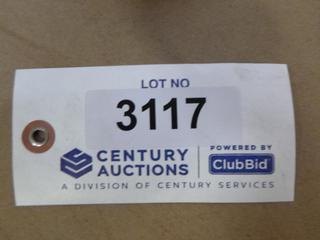 LOT NO
3117
CENTURY
AUCTIONS
POWERED BY
ClubBid
A DIVISION OF CENTURY SERVICES